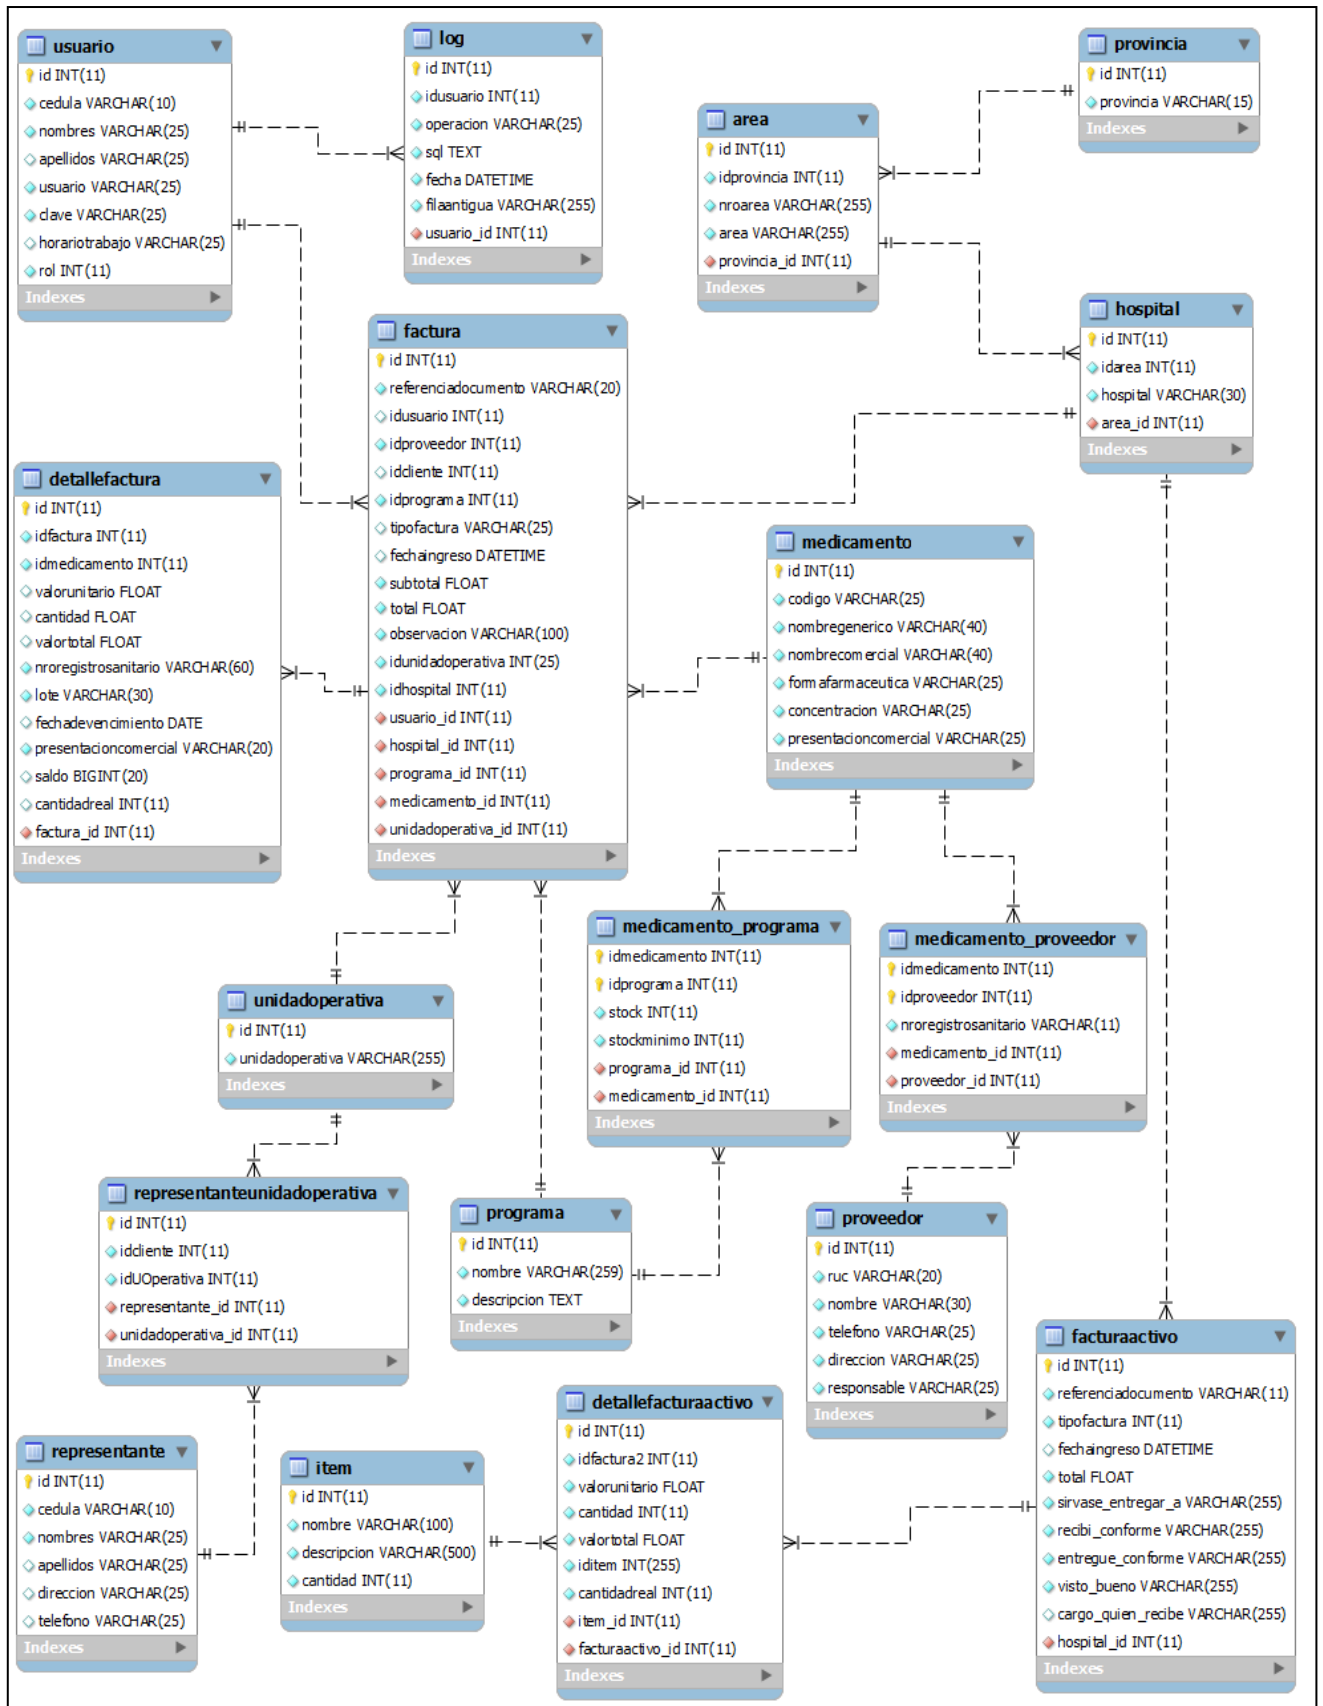 usuario
id INT(11)
cedula VARCHAR(10)
nombres VARCHAR(25)
apellidos VARCHAR(25)
usuario VARCHAR(25)
clave VARCHAR(25)
horariotrabajo VARCHAR(25)
rol INT(11)
Indexes
log
id INT(11)
idusuario INT(11)
operacion VARCHAR(25)
sql TEXT
fecha DATETIME
filaantigua VARCHAR(255)
usuario_id INT(11)
Indexes
provincia
id INT(11)
provincia VARCHAR(15)
Indexes
area
id INT(11)
idprovincia INT(11)
nroarea VARCHAR(255)
area VARCHAR(255)
provincia_id INT(11)
Indexes
hospital
id INT(11)
idarea INT(11)
hospital VARCHAR(30)
area_id INT(11)
Indexes
factura
id INT(11)
referenciadocumento VARCHAR(20)
idusuario INT(11)
idproveedor INT(11)
idcliente INT(11)
idprograma INT(11)
tipofactura VARCHAR(25)
fechaingreso DATETIME
subtotal FLOAT
total FLOAT
observacion VARCHAR(100)
idunidadoperativa INT(25)
idhospital INT(11)
usuario_id INT(11)
hospital_id INT(11)
programa_id INT(11)
medicamento_id INT(11)
unidadoperativa_id INT(11)
Indexes
detallefactura
id INT(11)
idfactura INT(11)
idmedicamento INT(11)
valorunitario FLOAT
cantidad FLOAT
valortotal FLOAT
nroregistrosanitario VARCHAR(60)
lote VARCHAR(30)
fechadevencimiento DATE
presentacioncomercial VARCHAR(20)
saldo BIGINT(20)
cantidadreal INT(11)
factura_id INT(11)
Indexes
medicamento
id INT(11)
codigo VARCHAR(25)
nombregenerico VARCHAR(40)
nombrecomercial VARCHAR(40)
formafarmaceutica VARCHAR(25)
concentracion VARCHAR(25)
presentacioncomercial VARCHAR(25)
Indexes
medicamento_programa
idmedicamento INT(11)
idprograma INT(11)
stock INT(11)
stockminimo INT(11)
programa_id INT(11)
medicamento_id INT(11)
Indexes
medicamento_proveedor
idmedicamento INT(11)
idproveedor INT(11)
nroregistrosanitario VARCHAR(11)
medicamento_id INT(11)
proveedor_id INT(11)
Indexes
unidadoperativa
id INT(11)
unidadoperativa VARCHAR(255)
Indexes
representanteunidadoperativa
id INT(11)
idcliente INT(11)
idUOperativa INT(11)
representante_id INT(11)
unidadoperativa_id INT(11)
Indexes
programa
id INT(11)
nombre VARCHAR(259)
descripcion TEXT
Indexes
proveedor
id INT(11)
ruc VARCHAR(20)
nombre VARCHAR(30)
telefono VARCHAR(25)
direccion VARCHAR(25)
responsable VARCHAR(25)
Indexes
facturaactivo
id INT(11)
referenciadocumento VARCHAR(11)
tipofactura INT(11)
fechaingreso DATETIME
total FLOAT
sirvase_entregar_a VARCHAR(255)
recibi_conforme VARCHAR(255)
entregue_conforme VARCHAR(255)
visto_bueno VARCHAR(255)
cargo_quien_recibe VARCHAR(255)
hospital_id INT(11)
Indexes
detallefacturaactivo
id INT(11)
idfactura2 INT(11)
valorunitario FLOAT
cantidad INT(11)
valortotal FLOAT
iditem INT(255)
cantidadreal INT(11)
item_id INT(11)
facturaactivo_id INT(11)
Indexes
representante
id INT(11)
cedula VARCHAR(10)
nombres VARCHAR(25)
apellidos VARCHAR(25)
direccion VARCHAR(25)
telefono VARCHAR(25)
Indexes
item
id INT(11)
nombre VARCHAR(100)
descripcion VARCHAR(500)
cantidad INT(11)
Indexes